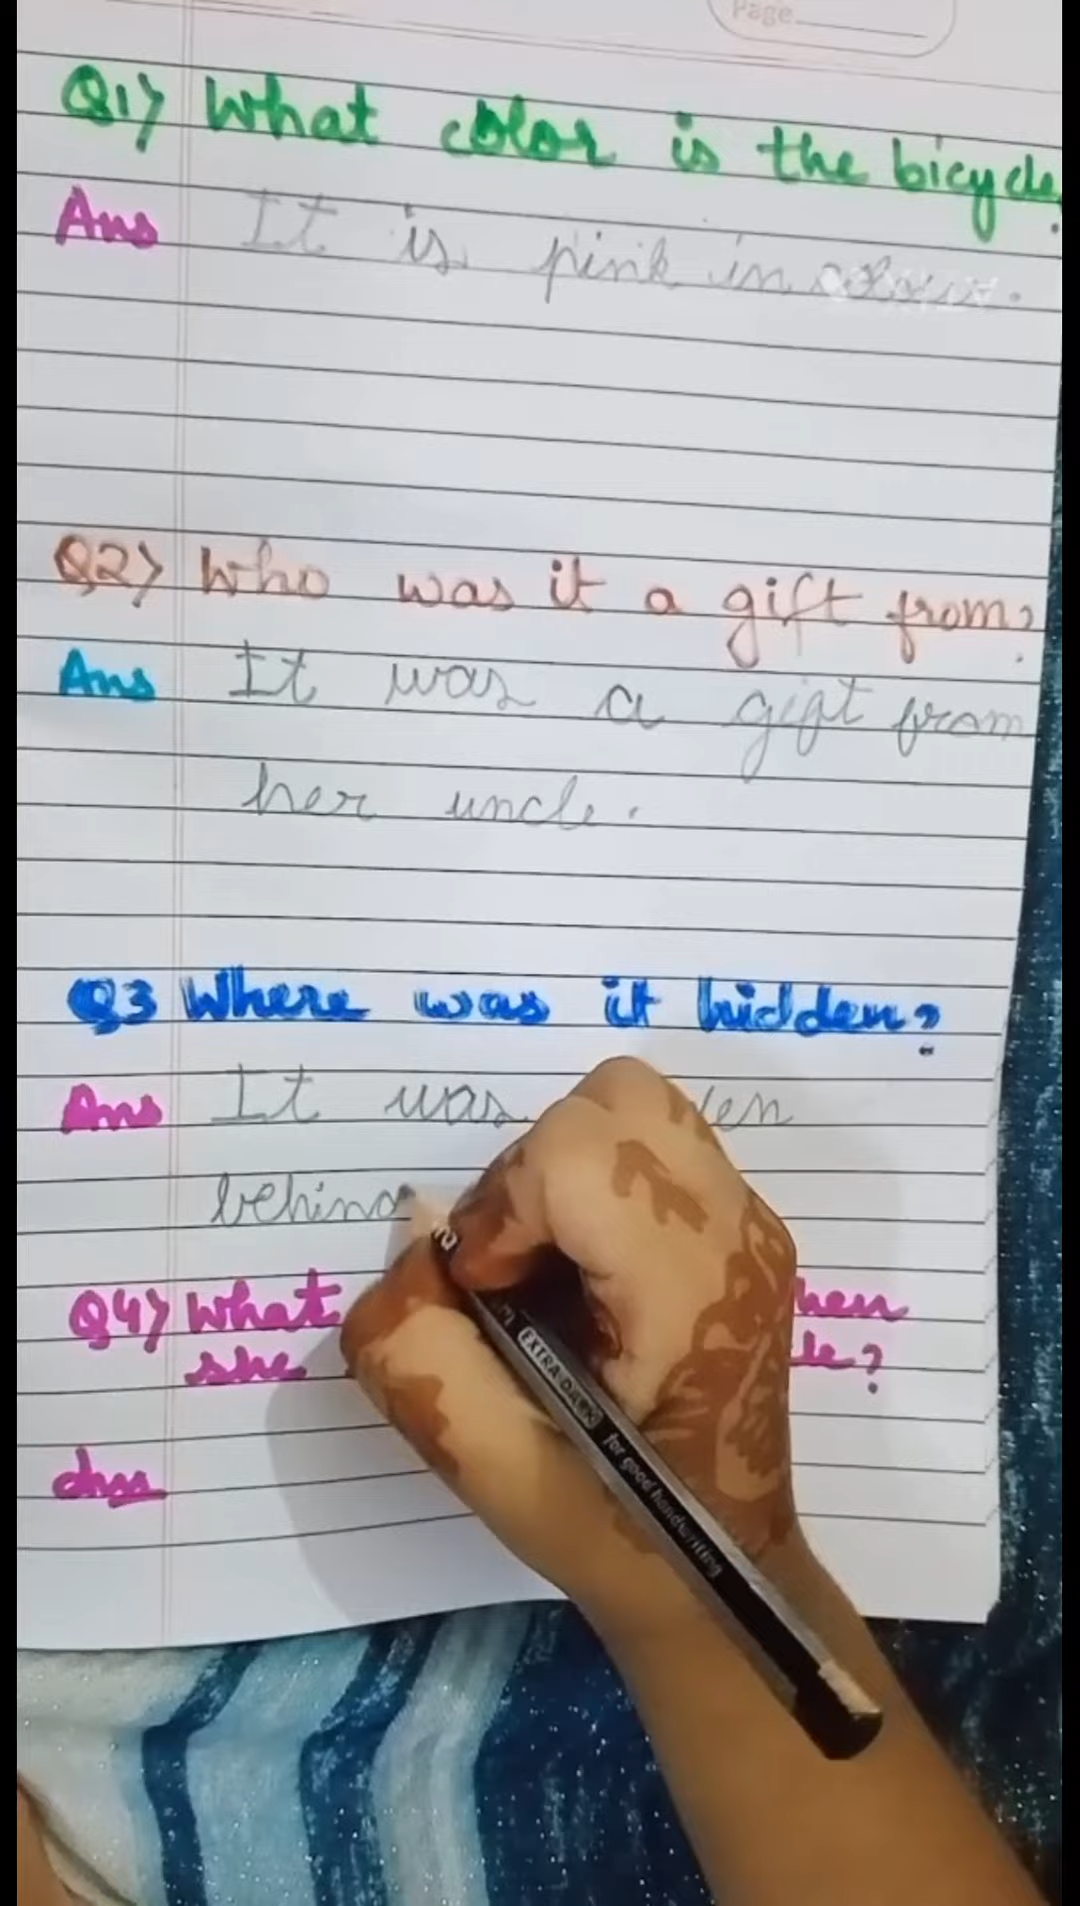 Page
Q1) What color is the bicycle?
Ans It is pink in colour.
Q2) Who was it a gift from?
Ans It was a gift from
her uncle.
Q3 Where was it hidden?
Ans It was
behind
Q4) What
she
Ans
EXTRA DARK for good handwriting